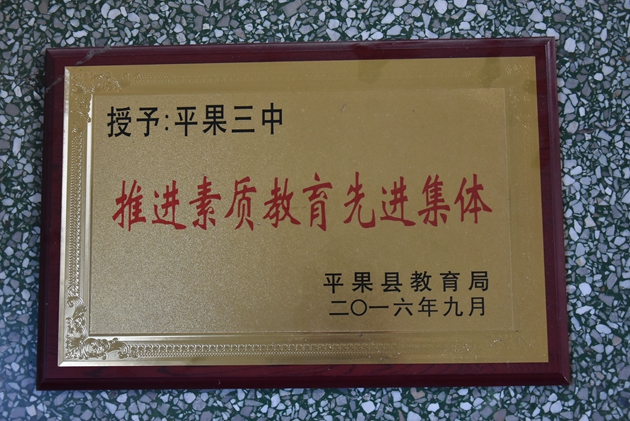 授予:平果三中
推进素质教育先进集体
平果县教育局
二〇一六年九月